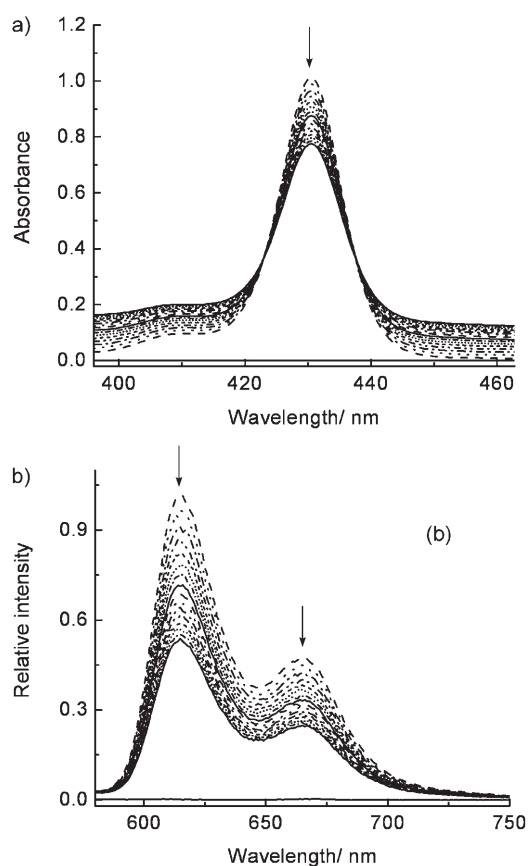 a)
1.2
1.0
0.8
0.6
0.4
0.2
0.0
Absorbance
400 420 440 460
Wavelength/ nm
b)
(b)
0.9
0.6
0.3
0.0
Relative intensity
600 650 700 750
Wavelength/ nm